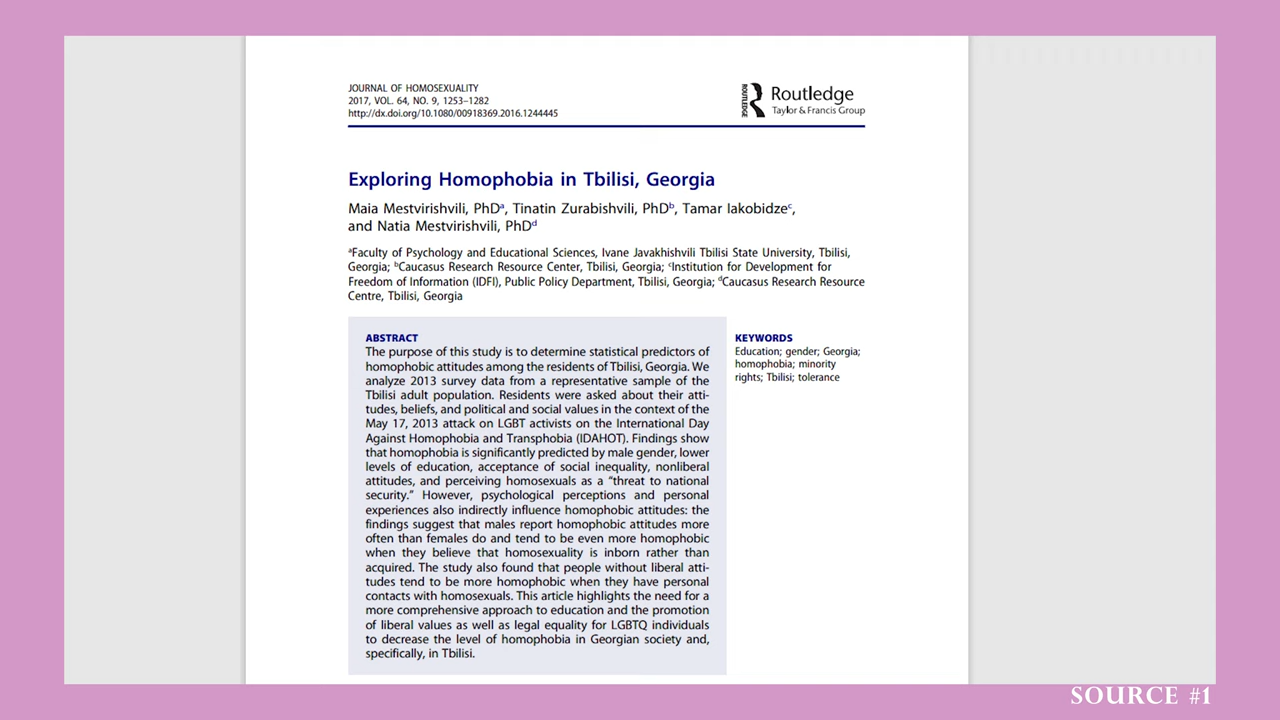 JOURNAL OF HOMOSEXUALITY
2017, VOL. 64, NO. 9, 1253–1282
http://dx.doi.org/10.1080/00918369.2016.1244445
ROUTLEDGE
Routledge
Taylor & Francis Group
Exploring Homophobia in Tbilisi, Georgia
Maia Mestvirishvili, PhDᵃ, Tinatin Zurabishvili, PhDᵇ, Tamar Iakobidzeᶜ,
and Natia Mestvirishvili, PhDᵈ
ᵃFaculty of Psychology and Educational Sciences, Ivane Javakhishvili Tbilisi State University, Tbilisi,
Georgia; ᵇCaucasus Research Resource Center, Tbilisi, Georgia; ᶜInstitution for Development for
Freedom of Information (IDFI), Public Policy Department, Tbilisi, Georgia; ᵈCaucasus Research Resource
Centre, Tbilisi, Georgia
ABSTRACT
The purpose of this study is to determine statistical predictors of
homophobic attitudes among the residents of Tbilisi, Georgia. We
analyze 2013 survey data from a representative sample of the
Tbilisi adult population. Residents were asked about their atti-
tudes, beliefs, and political and social values in the context of the
May 17, 2013 attack on LGBT activists on the International Day
Against Homophobia and Transphobia (IDAHOT). Findings show
that homophobia is significantly predicted by male gender, lower
levels of education, acceptance of social inequality, nonliberal
attitudes, and perceiving homosexuals as a “threat to national
security.” However, psychological perceptions and personal
experiences also indirectly influence homophobic attitudes: the
findings suggest that males report homophobic attitudes more
often than females do and tend to be even more homophobic
when they believe that homosexuality is inborn rather than
acquired. The study also found that people without liberal atti-
tudes tend to be more homophobic when they have personal
contacts with homosexuals. This article highlights the need for a
more comprehensive approach to education and the promotion
of liberal values as well as legal equality for LGBTQ individuals
to decrease the level of homophobia in Georgian society and,
specifically, in Tbilisi.
KEYWORDS
Education; gender; Georgia;
homophobia; minority
rights; Tbilisi; tolerance
SOURCE #1